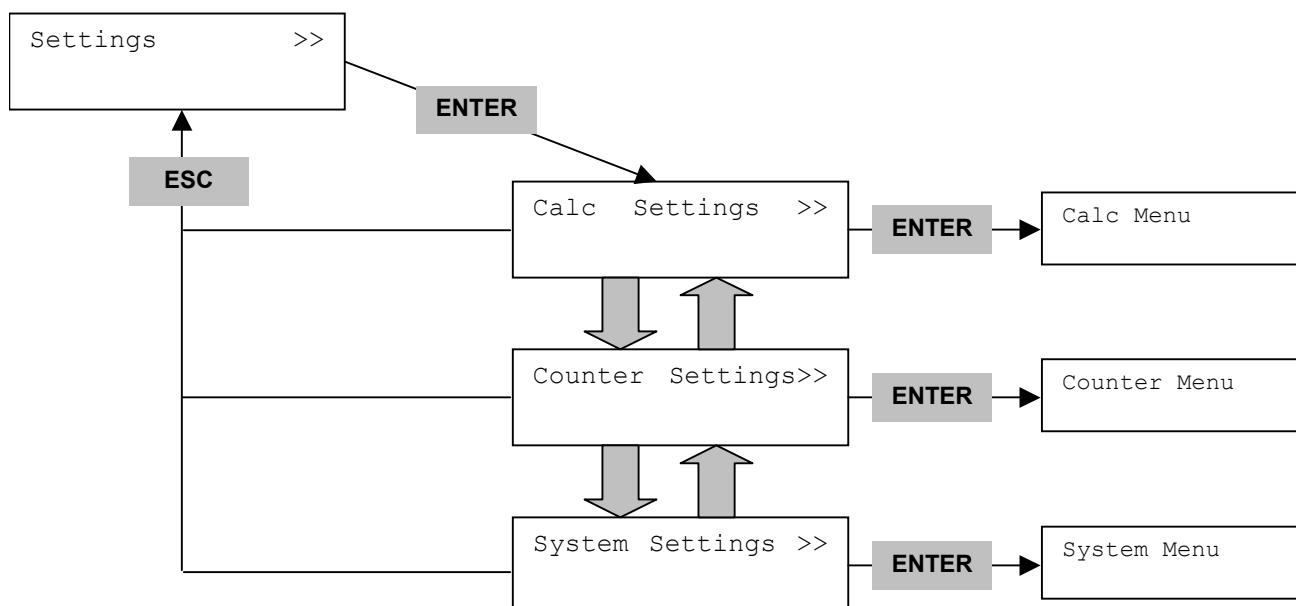 Settings >>
ENTER
ESC
Calc Settings >>
ENTER
Calc Menu
Counter Settings>>
ENTER
Counter Menu
System Settings >>
ENTER
System Menu